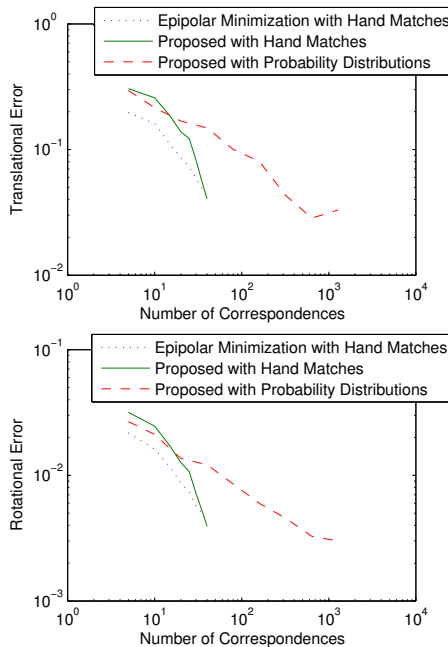 Epipolar Minimization with Hand Matches
Proposed with Hand Matches
Proposed with Probability Distributions
Translational Error
10^0
10^-1
10^-2
10^0 10^1 10^2 10^3 10^4
Number of Correspondences
Epipolar Minimization with Hand Matches
Proposed with Hand Matches
Proposed with Probability Distributions
Rotational Error
10^-1
10^-2
10^-3
10^0 10^1 10^2 10^3 10^4
Number of Correspondences